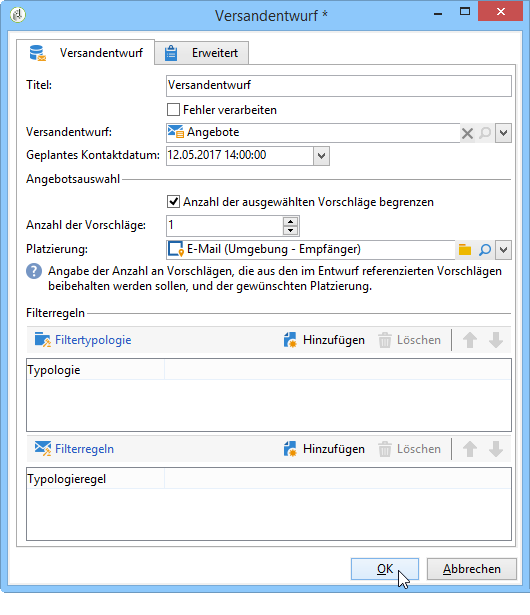 Versandentwurf *
Versandentwurf Erweitert
Titel: Versandentwurf
Fehler verarbeiten
Versandentwurf: Angebote
Geplantes Kontaktdatum: 12.05.2017 14:00:00
Angebotsauswahl
Anzahl der ausgewählten Vorschläge begrenzen
Anzahl der Vorschläge: 1
Platzierung: E-Mail (Umgebung - Empfänger)
Angabe der Anzahl an Vorschlägen, die aus den im Entwurf referenzierten Vorschlägen
beibehalten werden sollen, und der gewünschten Platzierung.
Filterregeln
Filtertypologie Hinzufügen Löschen
Typologie
Filterregeln Hinzufügen Löschen
Typologieregel
OK Abbrechen